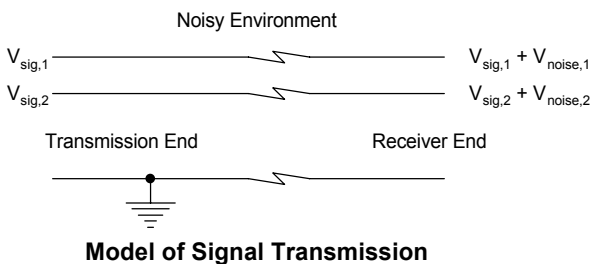 Noisy Environment
V_sig,1 V_sig,1 + V_noise,1
V_sig,2 V_sig,2 + V_noise,2
Transmission End Receiver End
Model of Signal Transmission